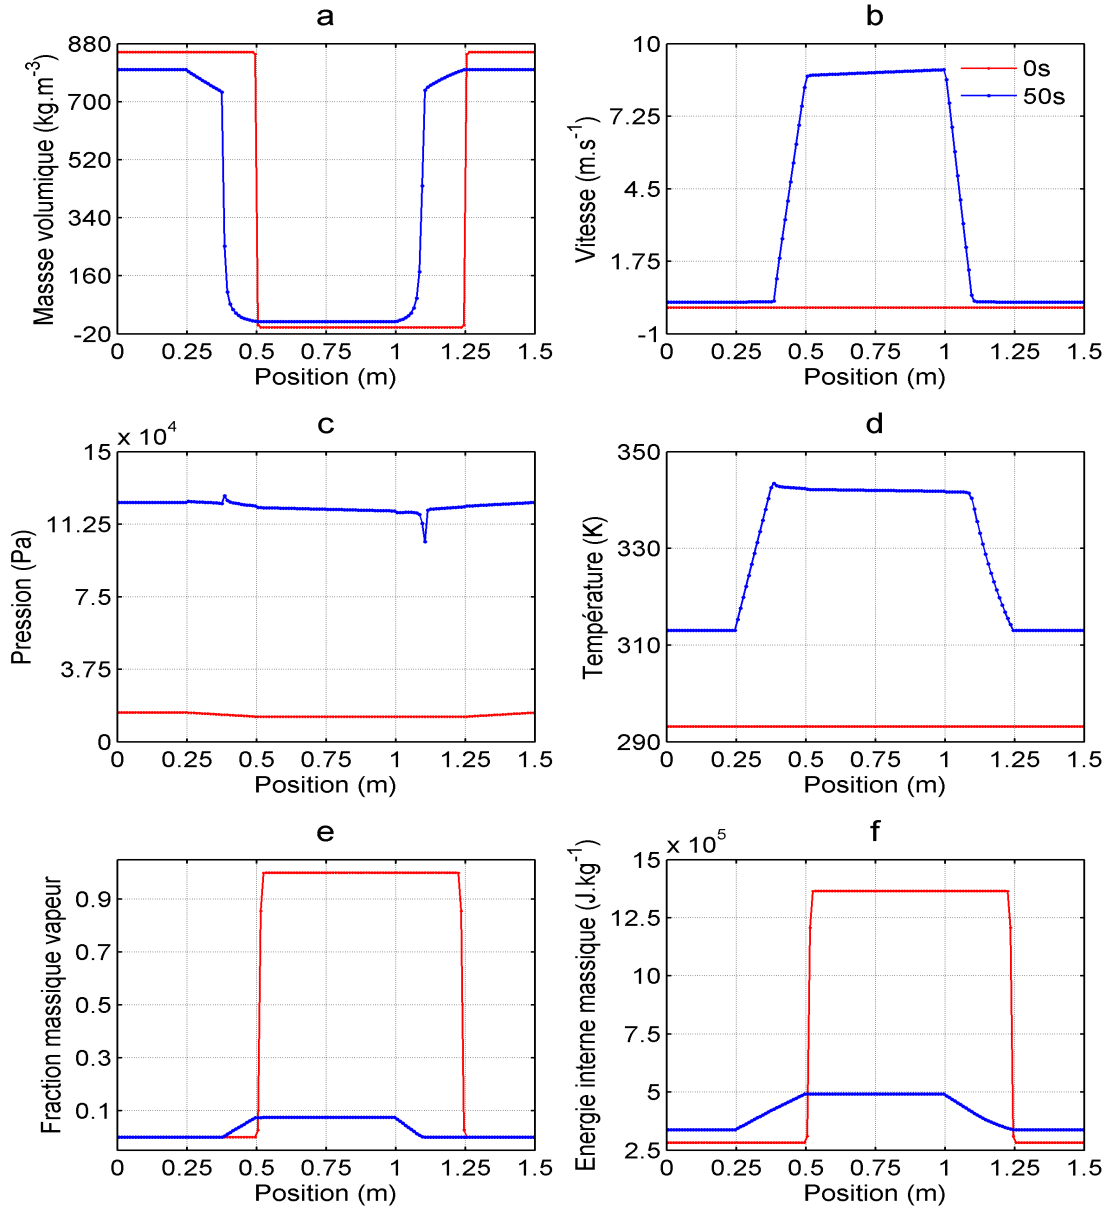 a
Masssse volumique (kg.m-3)
880
700
520
340
160
-20
0 0.25 0.5 0.75 1 1.25 1.5
Position (m)
b
Vitesse (m.s-1)
10
7.25
4.5
1.75
-1
0s
50s
0 0.25 0.5 0.75 1 1.25 1.5
Position (m)
c
x 10^4
Pression (Pa)
15
11.25
7.5
3.75
0
0 0.25 0.5 0.75 1 1.25 1.5
Position (m)
d
Température (K)
350
330
310
290
0 0.25 0.5 0.75 1 1.25 1.5
Position (m)
e
Fraction massique vapeur
0.9
0.7
0.5
0.3
0.1
0 0.25 0.5 0.75 1 1.25 1.5
Position (m)
f
x 10^5
Energie interne massique (J.kg-1)
15
12.5
10
7.5
5
2.5
0 0.25 0.5 0.75 1 1.25 1.5
Position (m)